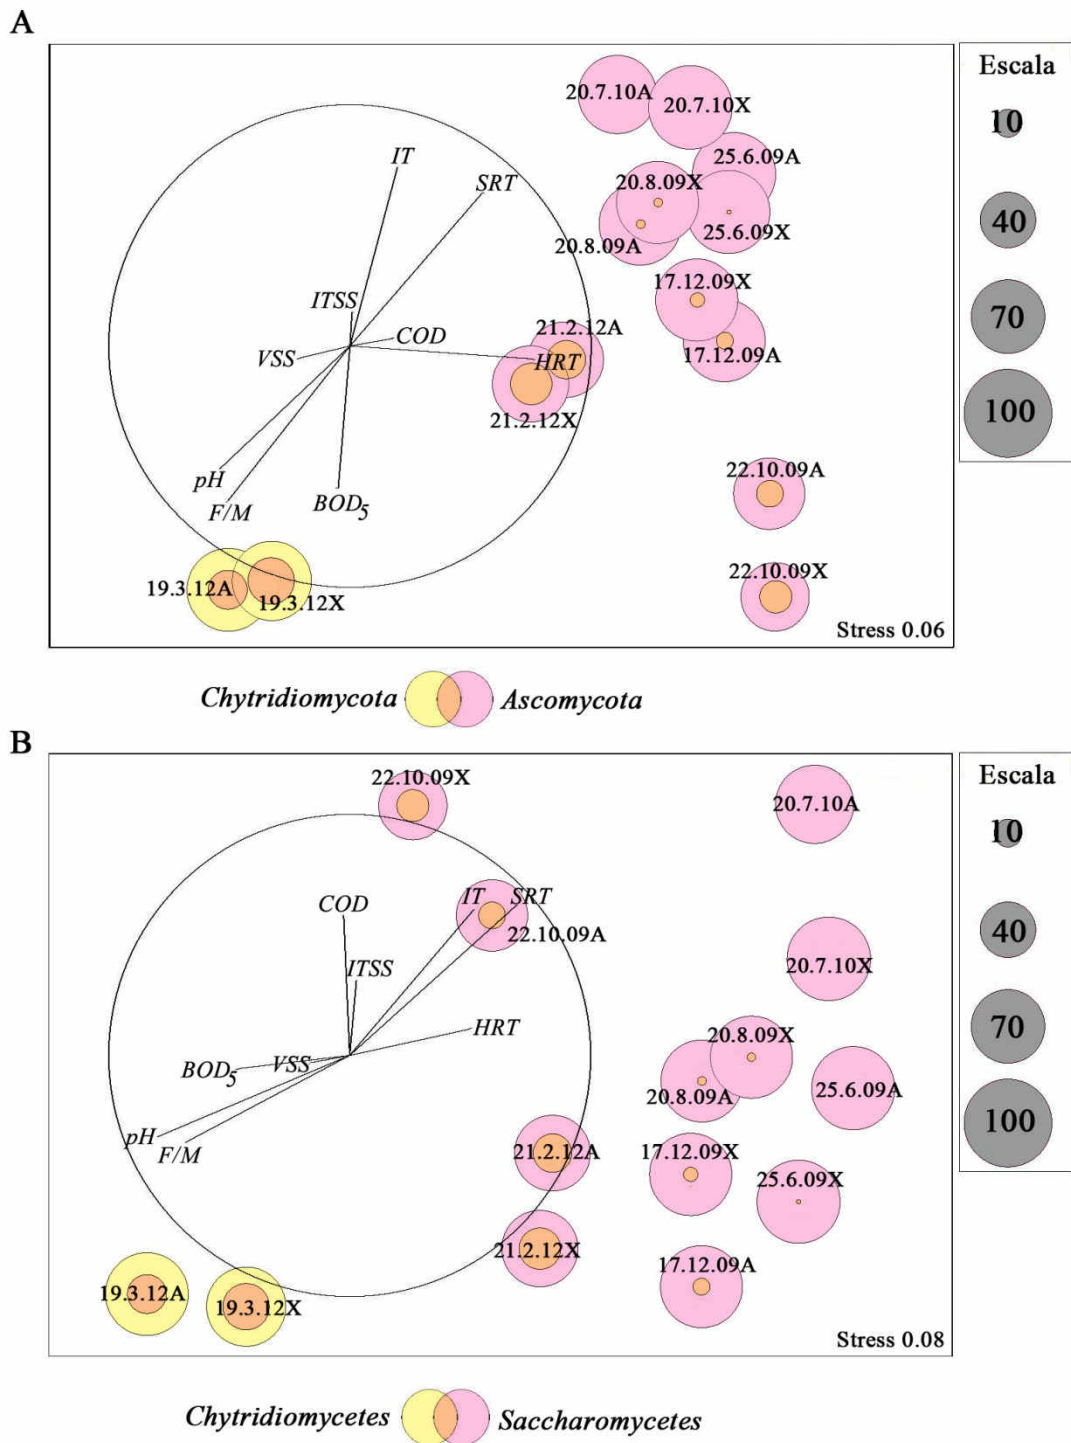 A
Escala
10
40
70
100
20.7.10A
20.7.10X
25.6.09A
20.8.09X
25.6.09X
20.8.09A
17.12.09X
17.12.09A
21.2.12A
21.2.12X
22.10.09A
22.10.09X
19.3.12A
19.3.12X
IT
SRT
ITSS
COD
VSS
HRT
pH
F/M
BOD5
Stress 0.06
Chytridiomycota Ascomycota
B
Escala
10
40
70
100
22.10.09X
20.7.10A
22.10.09A
20.7.10X
20.8.09X
20.8.09A
25.6.09A
21.2.12A
17.12.09X
25.6.09X
21.2.12X
17.12.09A
19.3.12A
19.3.12X
COD
IT
SRT
ITSS
HRT
BOD5
VSS
pH
F/M
Stress 0.08
Chytridiomycetes Saccharomycetes